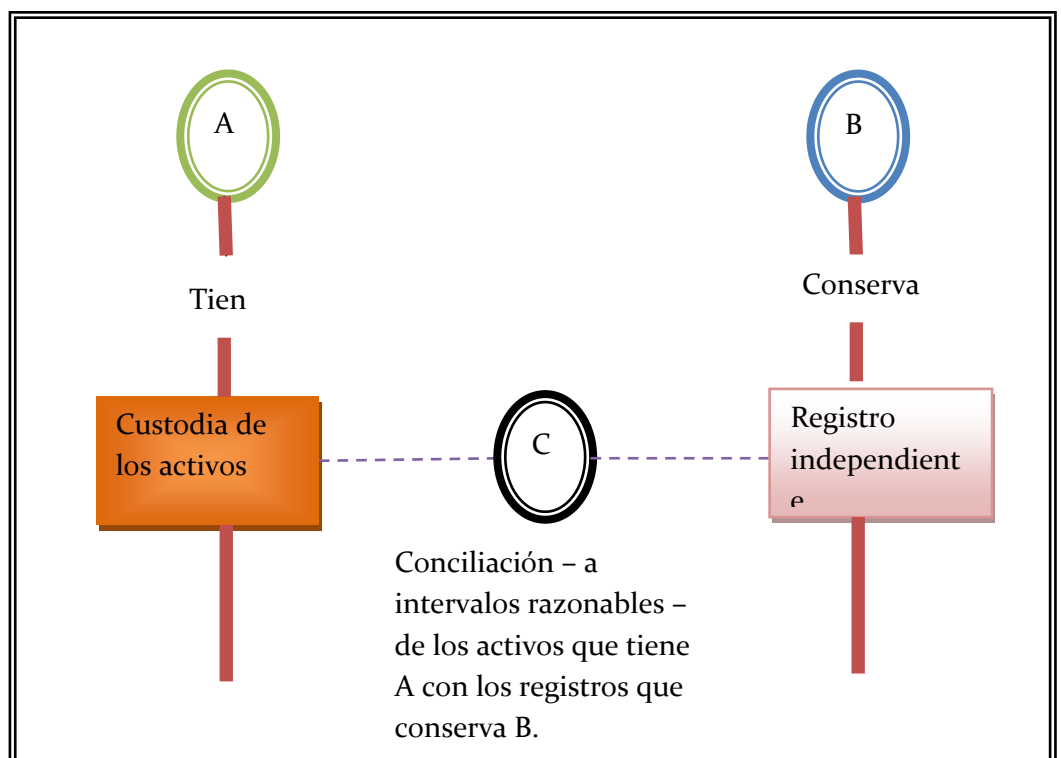 A
B
Tien
Conserva
Custodia de
los activos
C
Registro
independient
e
Conciliación – a
intervalos razonables –
de los activos que tiene
A con los registros que
conserva B.